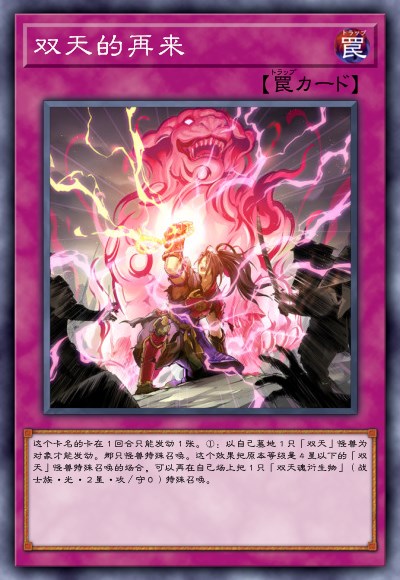 双天的再来
トラップ
罠
トラップ
【罠カード】
这个卡名的卡在1回合只能发动1张。①：以自己墓地1只「双天」怪兽为
对象才能发动。那只怪兽特殊召唤。这个效果把原本等级是4星以下的「双
天」怪兽特殊召唤的场合，可以再在自己场上把1只「双天魂衍生物」（战
士族·光·2星·攻／守0）特殊召唤。